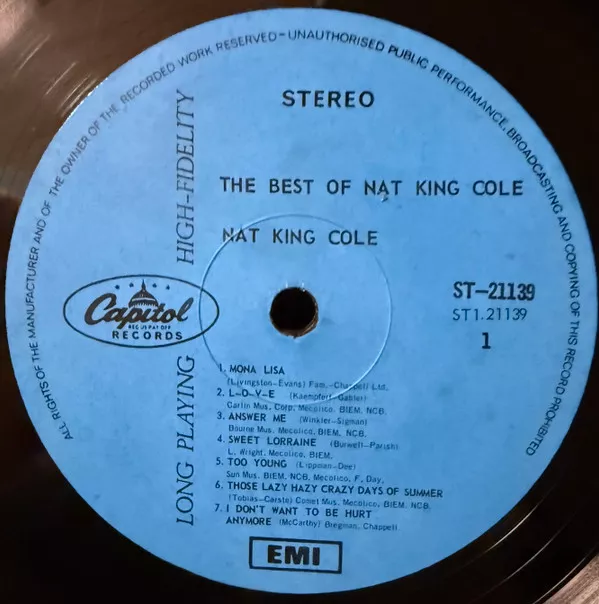 ALL RIGHTS OF THE MANUFACTURER AND OF THE OWNER OF THE RECORDED WORK RESERVED – UNAUTHORISED PUBLIC PERFORMANCE, BROADCASTING AND COPYING OF THIS RECORD PROHIBITED
STEREO
LONG PLAYING HIGH-FIDELITY
THE BEST OF NAT KING COLE
NAT KING COLE
Capitol
REG US PAT OFF
RECORDS
ST-21139
ST1.21139
1
1. MONA LISA
(Livingston-Evans) Fam.-Chappell Ltd.
2. L-O-V-E (Kaempfert-Gabler)
Carlin Mus. Corp, Mecolico, BIEM, NCB.
3. ANSWER ME (Winkler-Sigman)
Bourne Mus. Mecolico, BIEM, NCB.
4. SWEET LORRAINE (Burwell-Parish)
L. Wright, Mecolico, BIEM.
5. TOO YOUNG (Lippman-Dee)
Sun Mus. BIEM, NCB, Mecolico, F. Day.
6. THOSE LAZY HAZY CRAZY DAYS OF SUMMER
(Tobias-Carste) Comet Mus. Mecolico, BIEM, NCB.
7. I DON'T WANT TO BE HURT
ANYMORE (McCarthy) Bregman, Chappell.
EMI